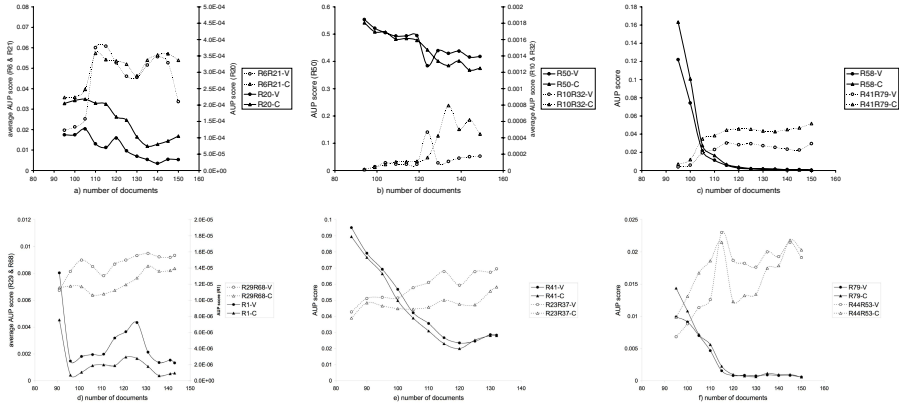 0.08
0.07
0.06
0.05
0.04
0.03
0.02
0.01
0
average AUP score (R6 & R21)
5.0E-04
4.5E-04
4.0E-04
3.5E-04
3.0E-04
2.5E-04
2.0E-04
1.5E-04
1.0E-04
5.0E-05
0.0E+00
AUP score (R20)
80 90 100 110 120 130 140 150 160
a) number of documents
R6R21-V
R6R21-C
R20-V
R20-C
0.6
0.5
0.4
0.3
0.2
0.1
0
AUP score (R50)
0.002
0.0018
0.0016
0.0014
0.0012
0.001
0.0008
0.0006
0.0004
0.0002
0
average AUP score (R10 & R32)
80 90 100 110 120 130 140 150 160
b) number of documents
R50-V
R50-C
R10R32-V
R10R32-C
0.18
0.16
0.14
0.12
0.1
0.08
0.06
0.04
0.02
0
AUP score
80 100 120 140 160
c) number of documents
R58-V
R58-C
R41R79-V
R41R79-C
0.012
0.01
0.008
0.006
0.004
0.002
0
average AUP score (R29 & R68)
2.0E-05
1.8E-05
1.6E-05
1.4E-05
1.2E-05
1.0E-05
8.0E-06
6.0E-06
4.0E-06
2.0E-06
0.0E+00
AUP score (R1)
80 90 100 110 120 130 140 150
d) number of documents
R29R68-V
R29R68-C
R1-V
R1-C
0.1
0.09
0.08
0.07
0.06
0.05
0.04
0.03
0.02
0.01
0
AUP score
80 90 100 110 120 130 140
e) number of documents
R41-V
R41-C
R23R37-V
R23R37-C
0.025
0.02
0.015
0.01
0.005
0
AUP score
80 100 120 140 160
f) number of documents
R79-V
R79-C
R44R53-V
R44R53-C